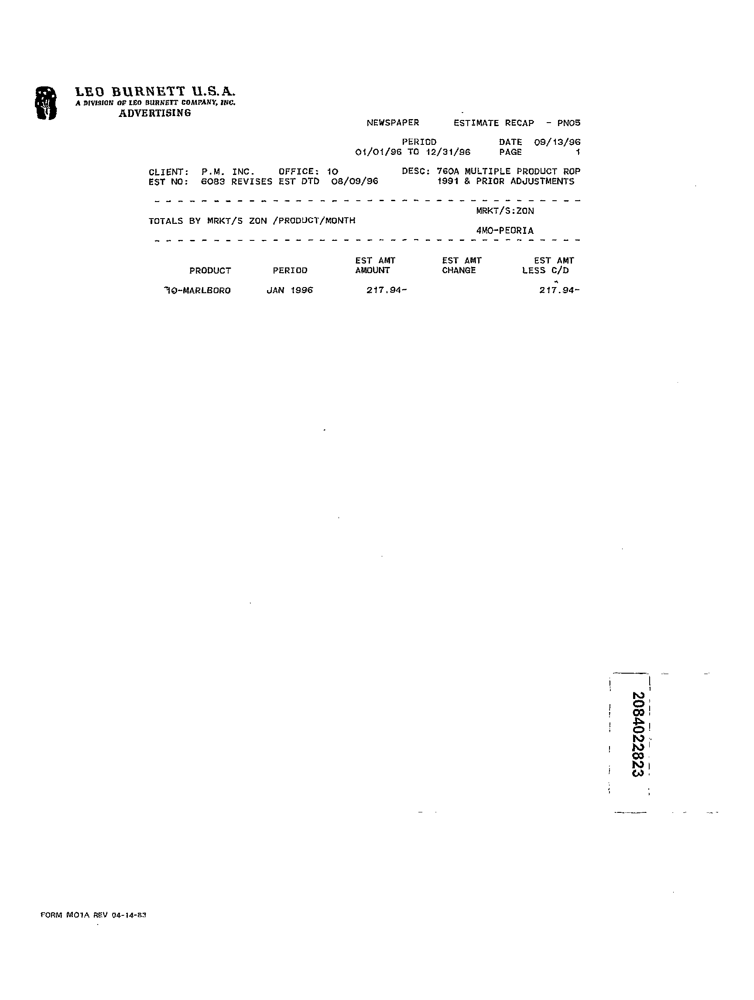 LEO BURNETT U.S.A.
A DIVISION OF LEO BURNETT COMPANY, INC.
ADVERTISING
NEWSPAPER ESTIMATE RECAP - PNO5
PERIOD DATE 09/13/96
01/01/96 TO 12/31/96 PAGE 1
CLIENT: P.M. INC. OFFICE: 10 DESC: 760A MULTIPLE PRODUCT ROP
EST NO: 6083 REVISES EST DTD 08/09/96 1991 & PRIOR ADJUSTMENTS
MRKT/S:ZON
TOTALS BY MRKT/S ZON /PRODUCT/MONTH
4MO-PEORIA
EST AMT EST AMT EST AMT
PRODUCT PERIOD AMOUNT CHANGE LESS C/D
10-MARLBORO JAN 1996 217.94- 217.94-
2084022823
FORM MO1A REV 04-14-83